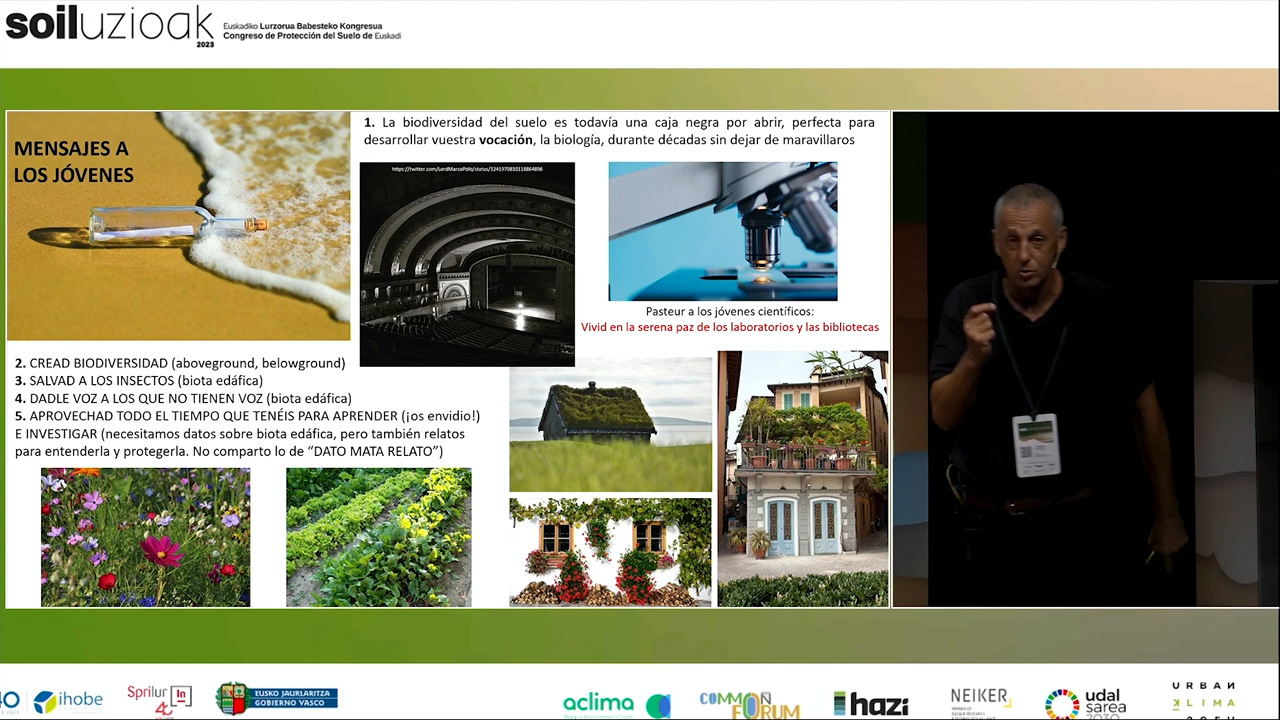 soiluzioak
2023
Euskadiko Lurzorua Babesteko Kongresua
Congreso de Protección del Suelo de Euskadi
MENSAJES A
LOS JÓVENES
1. La biodiversidad del suelo es todavía una caja negra por abrir, perfecta para
desarrollar vuestra vocación, la biología, durante décadas sin dejar de maravillaros
Pasteur a los jóvenes científicos:
Vivid en la serena paz de los laboratorios y las bibliotecas
2. CREAD BIODIVERSIDAD (aboveground, belowground)
3. SALVAD A LOS INSECTOS (biota edáfica)
4. DADLE VOZ A LOS QUE NO TIENEN VOZ (biota edáfica)
5. APROVECHAD TODO EL TIEMPO QUE TENÉIS PARA APRENDER (¡os envidio!)
E INVESTIGAR (necesitamos datos sobre biota edáfica, pero también relatos
para entenderla y protegerla. No comparto lo de “DATO MATA RELATO”)
ihobe
Sprilur
EUSKO JAURLARITZA
GOBIERNO VASCO
aclima
COMMON
FORUM
hazi
NEIKER
udal
sarea
2030
URBAN
KLIMA